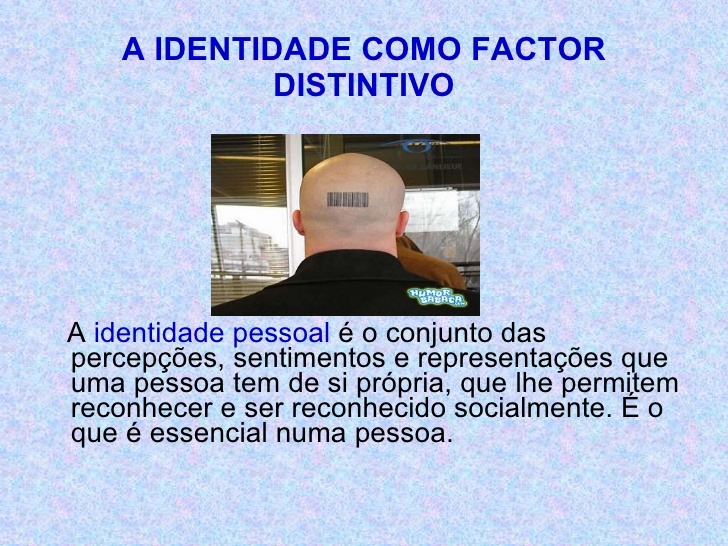 A IDENTIDADE COMO FACTOR
DISTINTIVO
HUMOR
BABACA
A identidade pessoal é o conjunto das
percepções, sentimentos e representações que
uma pessoa tem de si própria, que lhe permitem
reconhecer e ser reconhecido socialmente. É o
que é essencial numa pessoa.